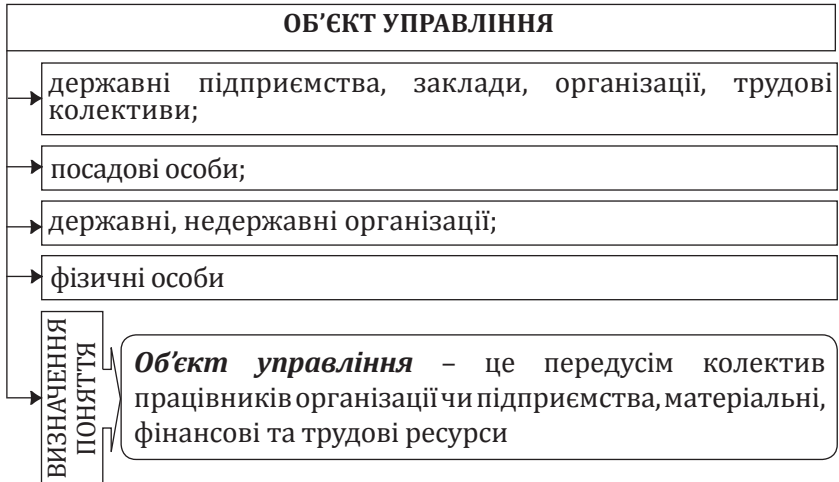 ОБ’ЄКТ УПРАВЛІННЯ
державні підприємства, заклади, організації, трудові
колективи;
посадові особи;
державні, недержавні організації;
фізичні особи
ВИЗНАЧЕННЯ
ПОНЯТТЯ
Об’єкт управління – це передусім колектив
працівників організації чи підприємства, матеріальні,
фінансові та трудові ресурси